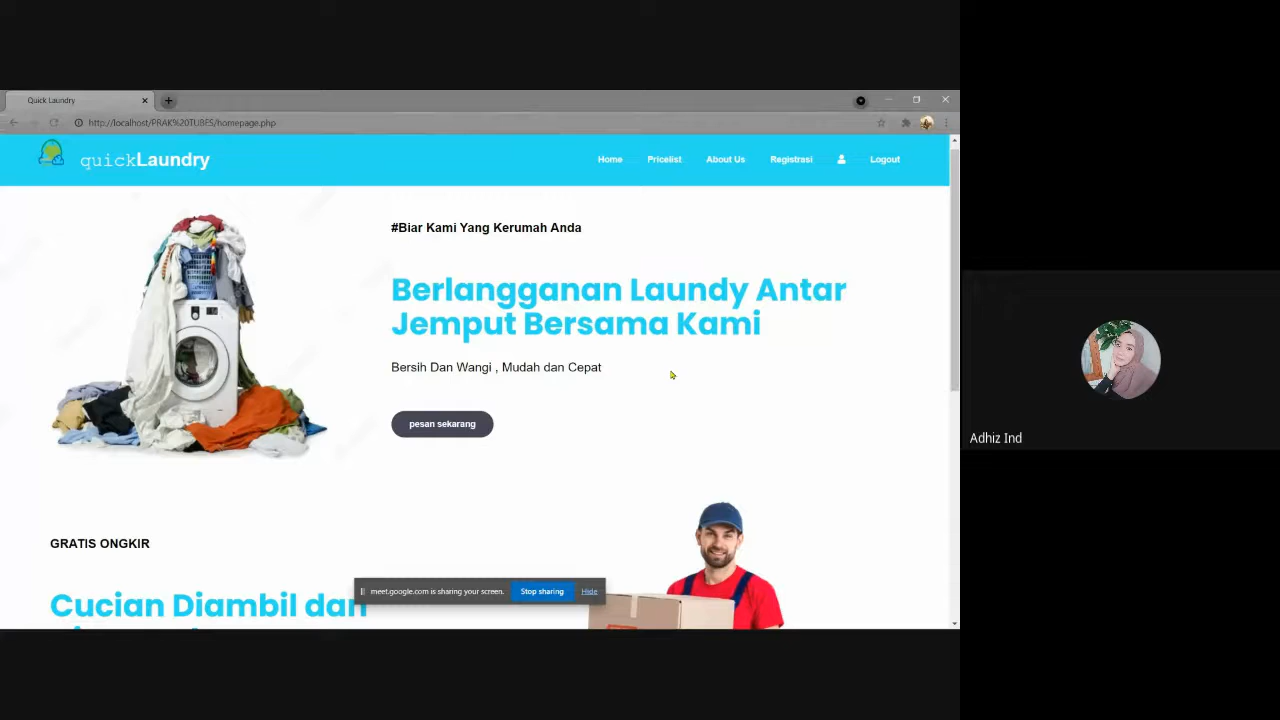 Quick Laundry
http://localhost/PRAK%20TUBES/homepage.php
quickLaundry
Home
Pricelist
About Us
Registrasi
Logout
#Biar Kami Yang Kerumah Anda
Berlangganan Laundy Antar
Jemput Bersama Kami
Bersih Dan Wangi , Mudah dan Cepat
pesan sekarang
Adhiz Ind
GRATIS ONGKIR
meet.google.com is sharing your screen.
Stop sharing
Hide
Cucian Diambil dan